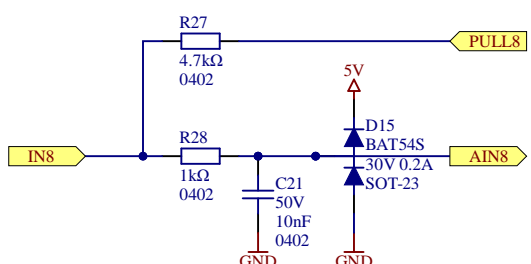 R27
PULL8
4.7kΩ
0402
5V
D15
R28
BAT54S
IN8
AIN8
1kΩ
30V 0.2A
0402
C21
SOT-23
50V
10nF
0402
GND
GND